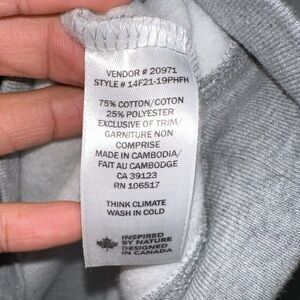 VENDOR # 20971
STYLE # 14F21-19PHFH
75% COTTON/COTON
25% POLYESTER
EXCLUSIVE OF TRIM/
GARNITURE NON
COMPRISE
MADE IN CAMBODIA/
FAIT AU CAMBODGE
CA 39123
RN 106517
THINK CLIMATE
WASH IN COLD
INSPIRED
BY NATURE
DESIGNED
IN CANADA